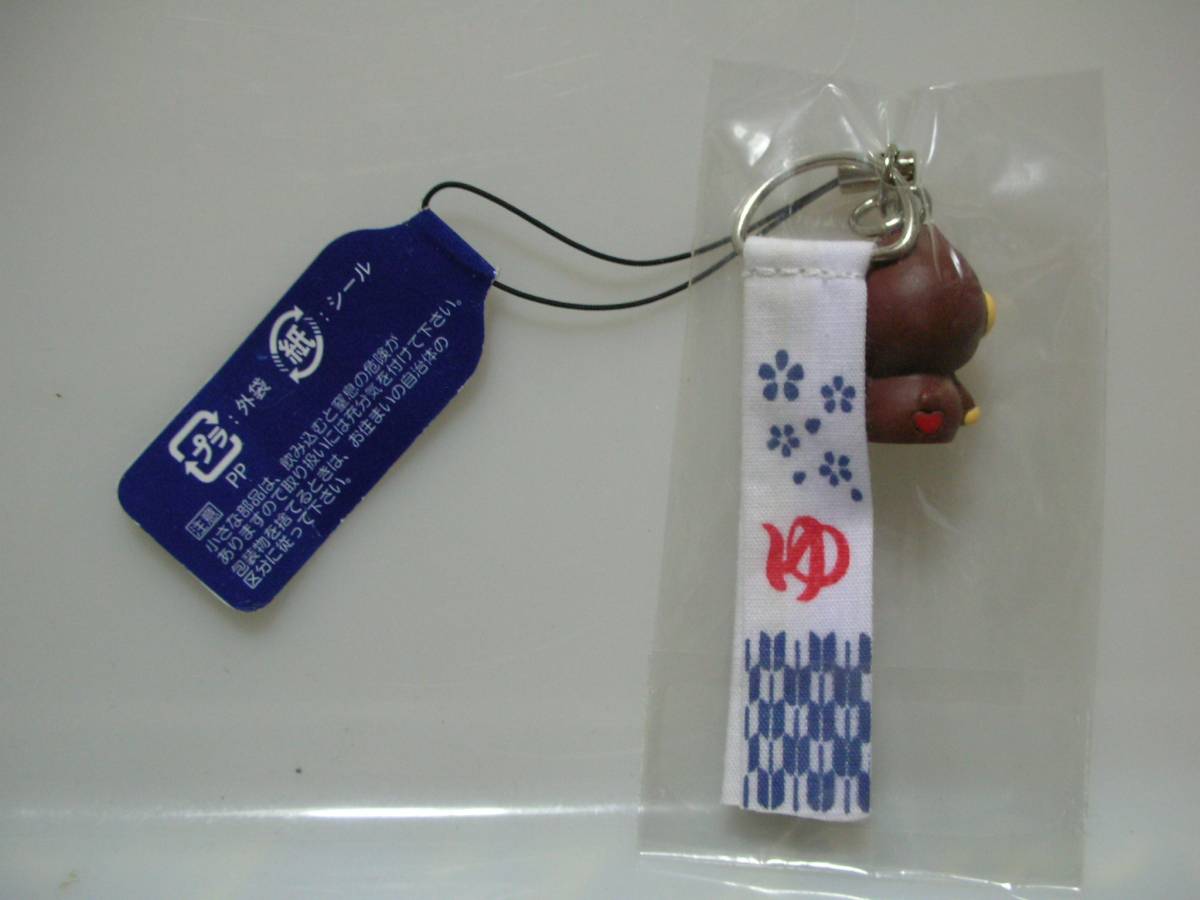 紙：シール
プラ：外袋
PP
注意
小さな部品は、飲み込むと窒息の危険が
ありますので取り扱いには充分気を付けて下さい。
包装物を捨てるときは、お住まいの自治体の
区分に従って下さい。
ゆ